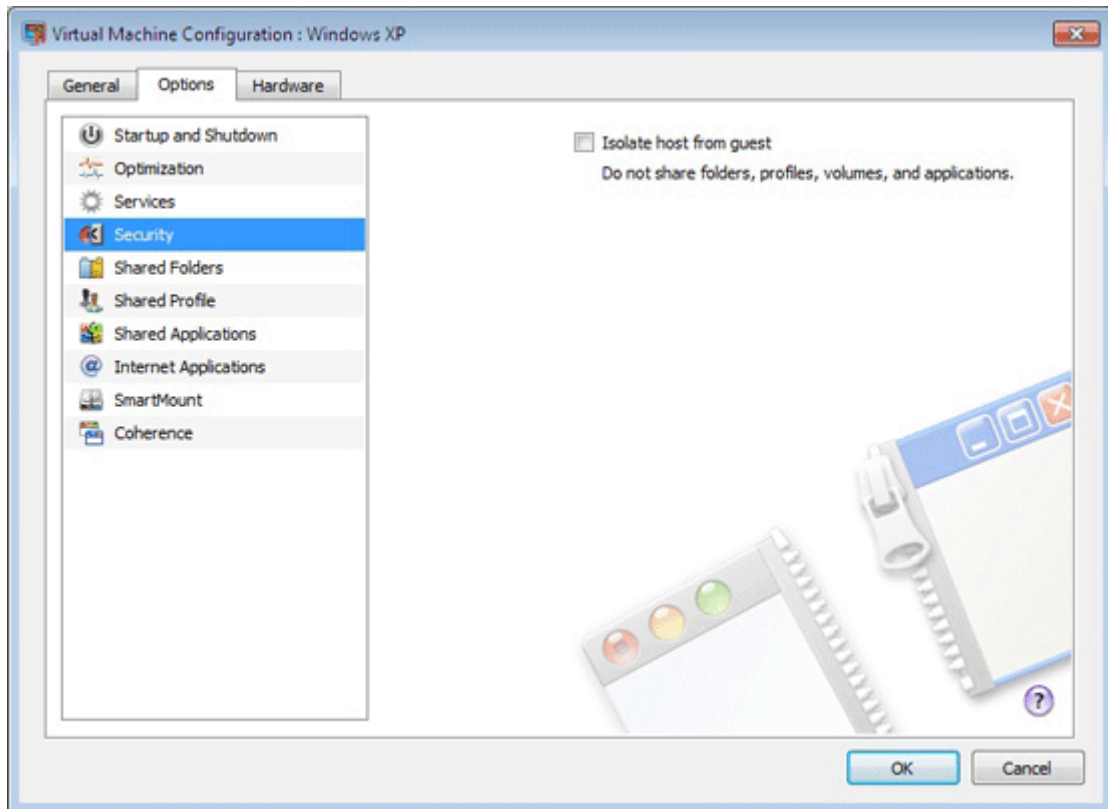 Virtual Machine Configuration : Windows XP
General
Options
Hardware
Startup and Shutdown
Optimization
Services
Security
Shared Folders
Shared Profile
Shared Applications
Internet Applications
SmartMount
Coherence
Isolate host from guest
Do not share folders, profiles, volumes, and applications.
?
OK
Cancel